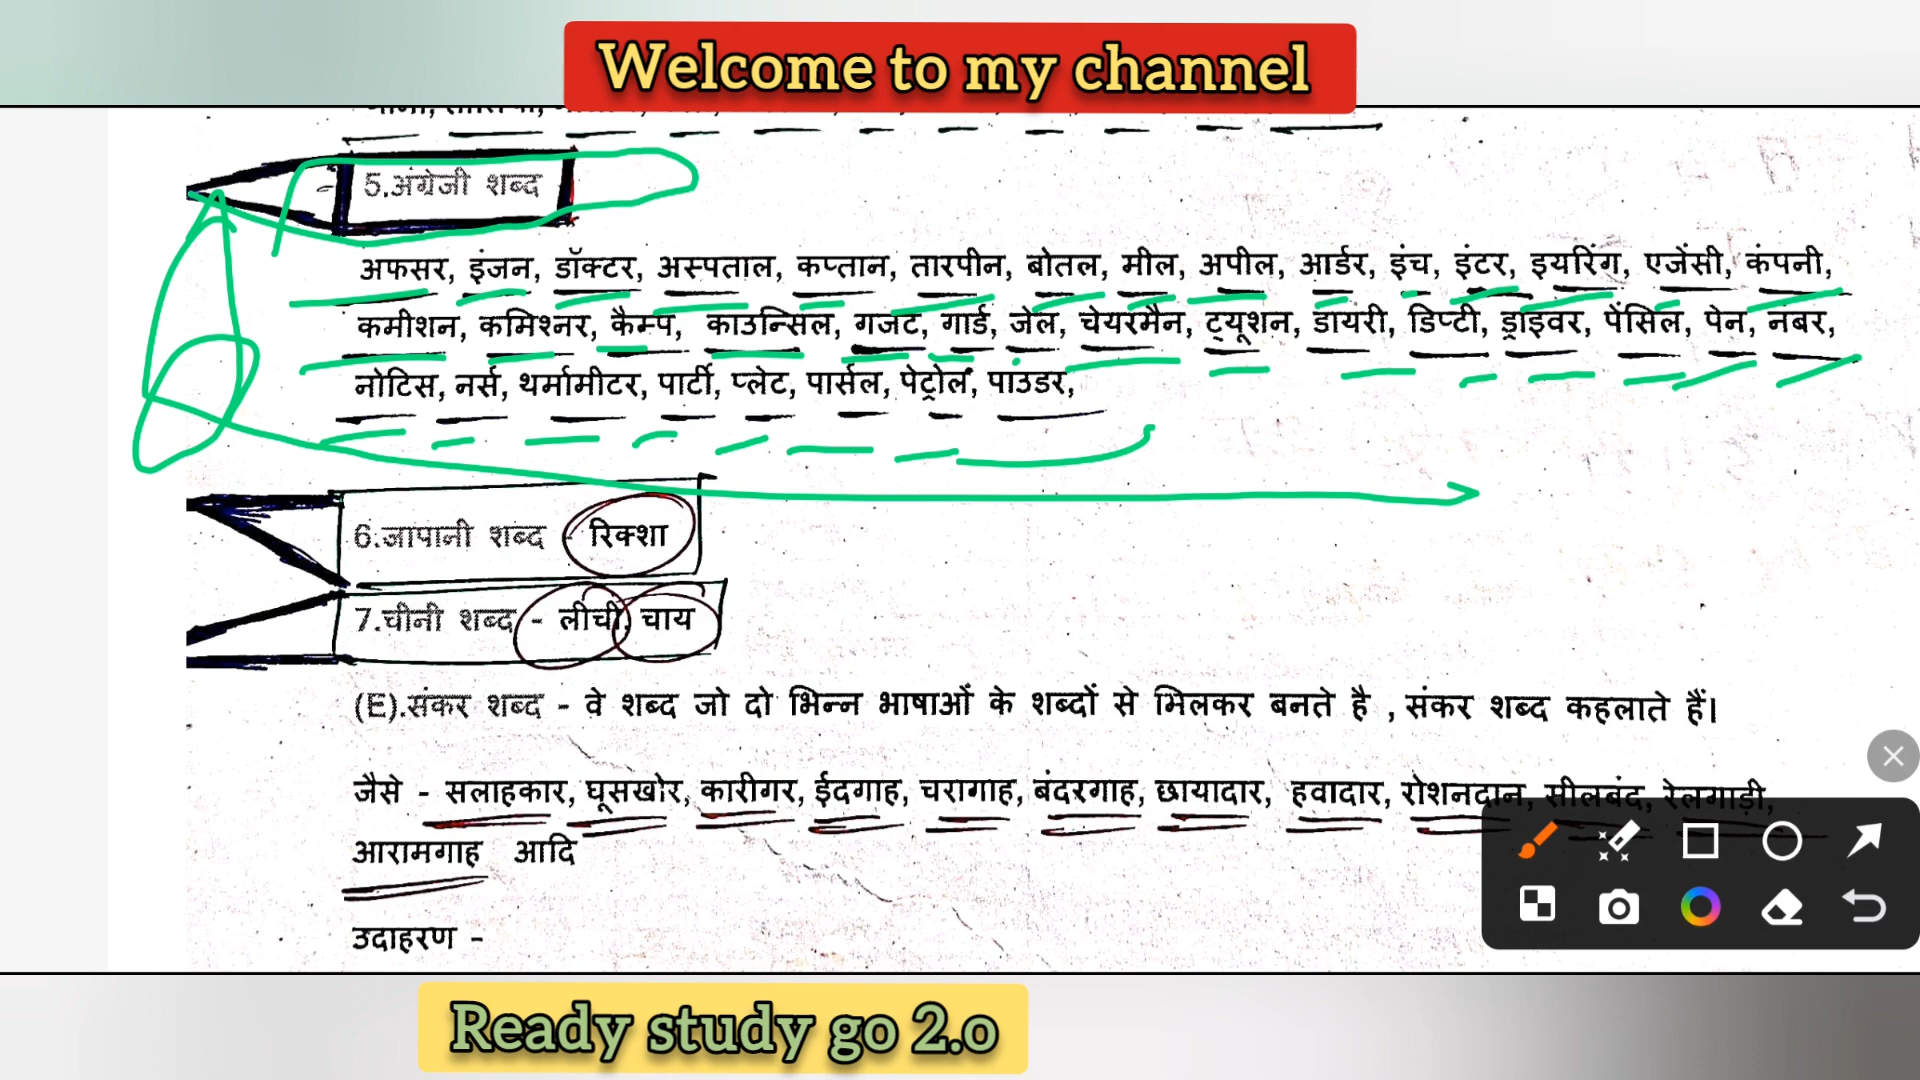 Welcome to my channel
5.अंग्रेजी शब्द
अफसर, इंजन, डॉक्टर, अस्पताल, कप्तान, तारपीन, बोतल, मील, अपील, आर्डर, इंच, इंटर, इयरिंग, एजेंसी, कंपनी,
कमीशन, कमिश्नर, कैम्प, काउन्सिल, गजट, गार्ड, जेल, चेयरमैन, ट्यूशन, डायरी, डिप्टी, ड्राइवर, पेंसिल, पेन, नंबर,
नोटिस, नर्स, थर्मामीटर, पार्टी, प्लेट, पार्सल, पेट्रोल, पाउडर,
6.जापानी शब्द - रिक्शा
7.चीनी शब्द - लीची, चाय
(E).संकर शब्द - वे शब्द जो दो भिन्न भाषाओं के शब्दों से मिलकर बनते है , संकर शब्द कहलाते हैं।
जैसे - सलाहकार, घूसखोर, कारीगर, ईदगाह, चरागाह, बंदरगाह, छायादार, हवादार, रोशनदान, सीलबंद, रेलगाड़ी,
आरामगाह आदि
उदाहरण -
Ready study go 2.o